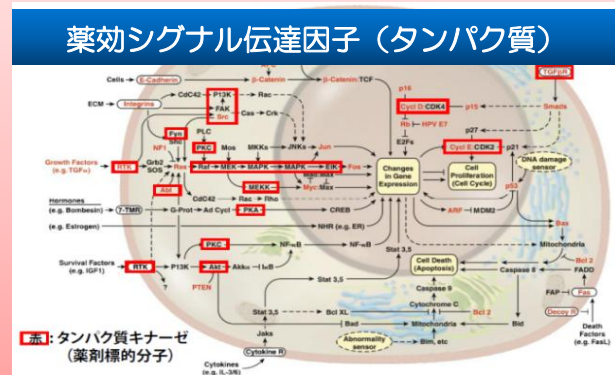 薬効シグナル伝達因子（タンパク質）
Cells E-Cadherin β-Catenin β-Catenin:TCF
p16
TGFβR
CdC42 P13K Rac
Cycl D:CDK4 p15 Smads
ECM Integrins FAK
Src Cas Crk
Rb HPV E7
p27
Fyn PLC
E2Fs Cycl E:CDK2 p21
Shc
NF1 PKC Mos MKKs JNKs Jun
DNA damage
sensor
Growth Factors
(e.g. TGFα) RTK Grb2
SOS Ras Raf MEK MAPK MAPK ElK Fos
Changes
in Gene
Expression
Cell
Proliferation
(Cell Cycle)
Abl MEKK Myc:Max
p53
CdC42 Rac Rho
ARF MDM2
Hormones
(e.g. Bombesin) 7-TMR G-Prot Ad Cycl PKA CREB
Bax
(e.g. Estrogen) NHR (e.g. ER)
Mitochondria
PKC NF-κB NF-κB
Stat 3,5
Bcl 2
Survival Factors
(e.g. IGF1) RTK P13K Akt Akkα IκB
Cell Death
(Apoptosis) Caspase 8 FADD
?
PTEN
Stat 3,5
Caspase 9
FAP Fas
Cytochrome C
Stat 3,5 Bcl XL Bcl 2
Decoy R
赤：タンパク質キナーゼ
（薬剤標的分子）
Bad Mitochondria Bid
Death
Factors
(e.g. FasL)
Jaks
Abnormality
sensor Bim, etc
Cytokine R
Cytokines
(e.g. IL-3/6)